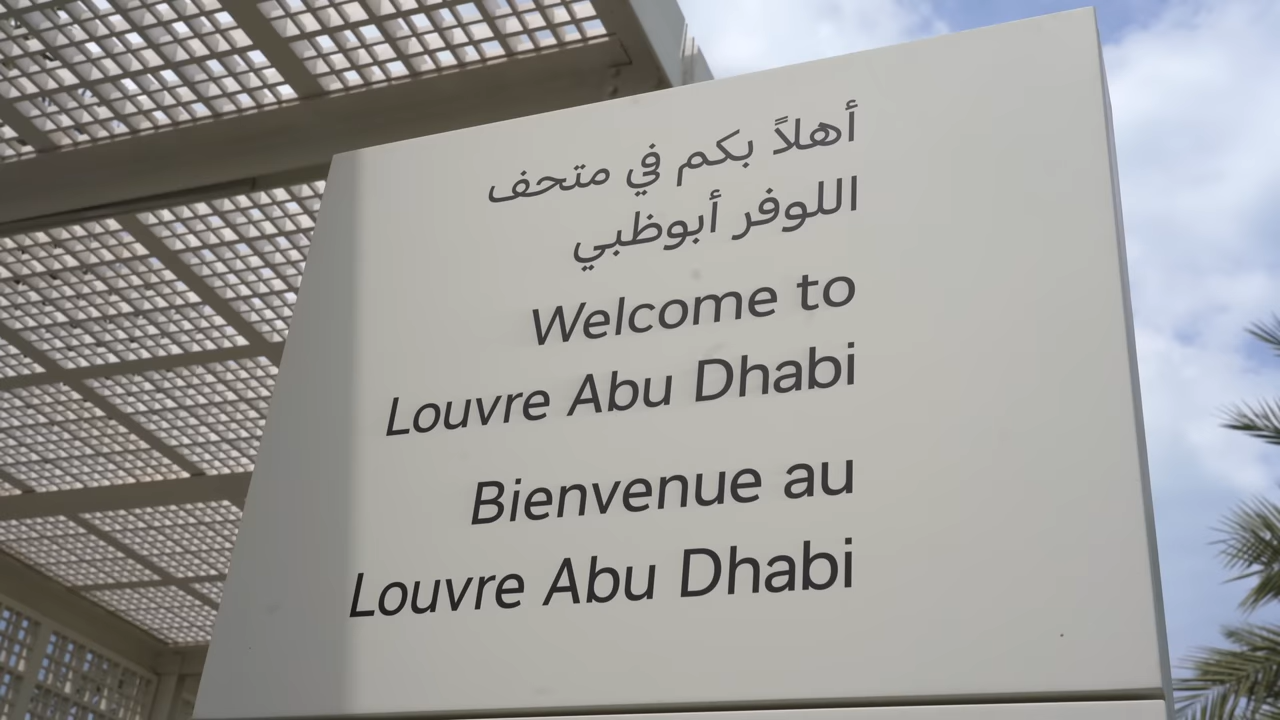 أهلاً بكم في متحف
اللوفر أبوظبي
Welcome to
Louvre Abu Dhabi
Bienvenue au
Louvre Abu Dhabi